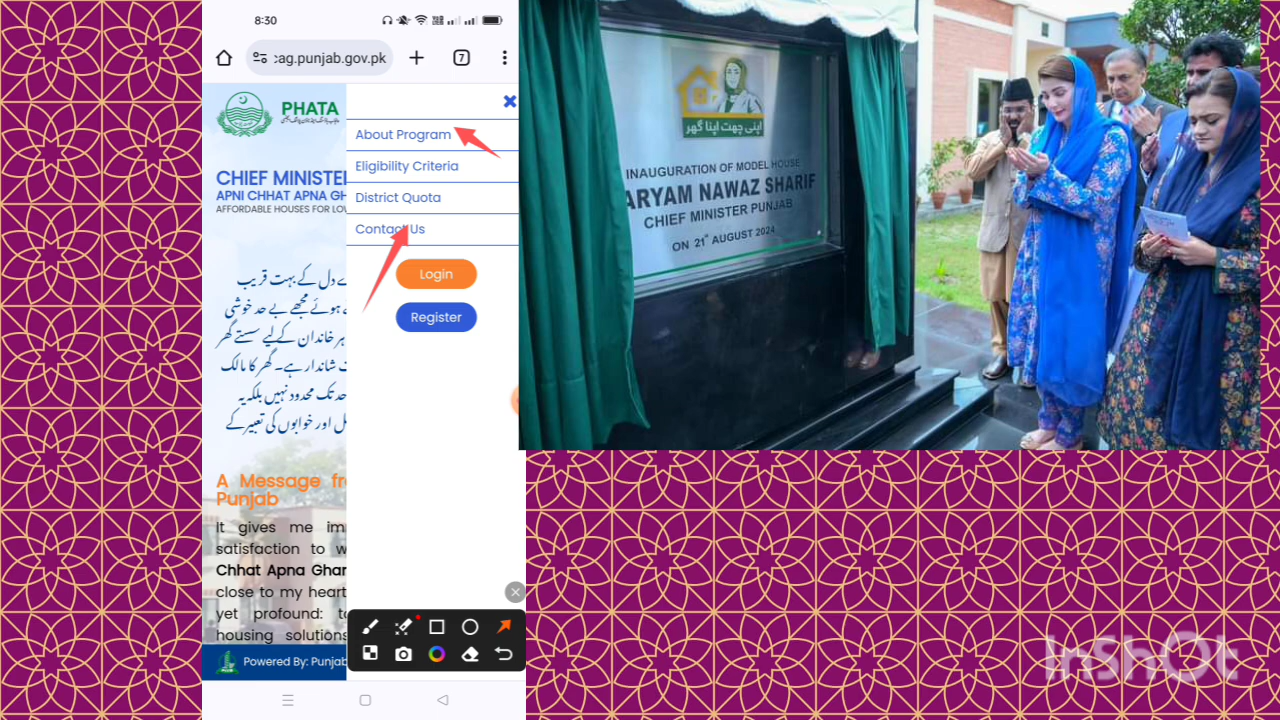 8:30
:ag.punjab.gov.pk
7
PHATA
About Program
Eligibility Criteria
District Quota
Contact Us
Login
Register
CHIEF MINISTER
APNI CHHAT APNA GH
AFFORDABLE HOUSES FOR LOW
ے دل کے بہت قریب
ے ہوئے مجھے بے حد خوشی
ہر خاندان کے لیے سستے گھر
ت شاندار ہے۔ گھر کا مالک
حد تک محدود نہیں بلکہ یہ
ل اور خوابوں کی تعبیر کے
A Message fr
Punjab
It gives me im
satisfaction to w
Chhat Apna Ghar
close to my heart
yet profound: to
housing solutions
Powered By: Punjab
اپنی چھت اپنا گھر
INAUGURATION OF MODEL HOUSE
ARYAM NAWAZ SHARIF
CHIEF MINISTER PUNJAB
ON 21st AUGUST 2024
InShOt